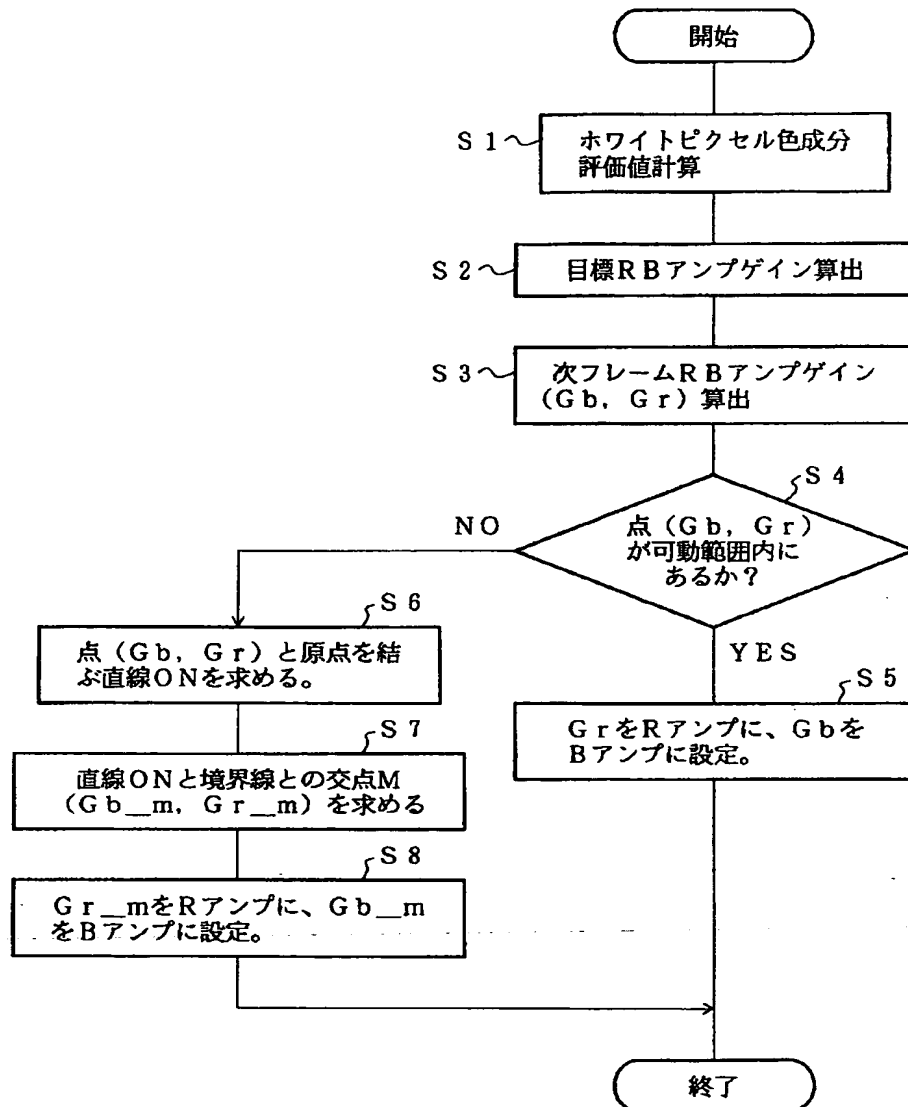 開始
S1
ホワイトピクセル色成分
評価値計算
S2
目標RBアンプゲイン算出
S3
次フレームRBアンプゲイン
(Gb, Gr) 算出
S4
点 (Gb, Gr)
が可動範囲内に
あるか?
NO
YES
S6
点 (Gb, Gr) と原点を結
ぶ直線ONを求める。
S5
GrをRアンプに、Gbを
Bアンプに設定。
S7
直線ONと境界線との交点M
(Gb_m, Gr_m) を求める
S8
Gr_mをRアンプに、Gb_m
をBアンプに設定。
終了